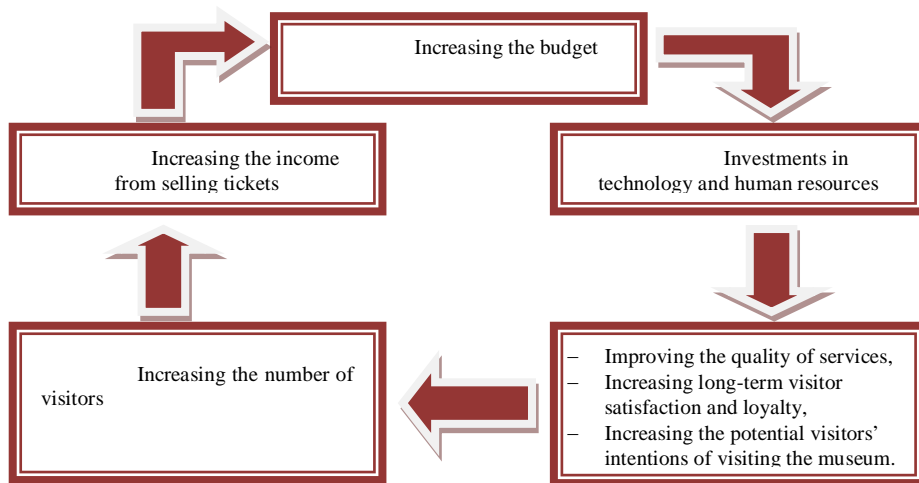 Increasing the budget
Increasing the income
from selling tickets
Investments in
technology and human resources
Increasing the number of
visitors
– Improving the quality of services,
– Increasing long-term visitor
satisfaction and loyalty,
– Increasing the potential visitors’
intentions of visiting the museum.